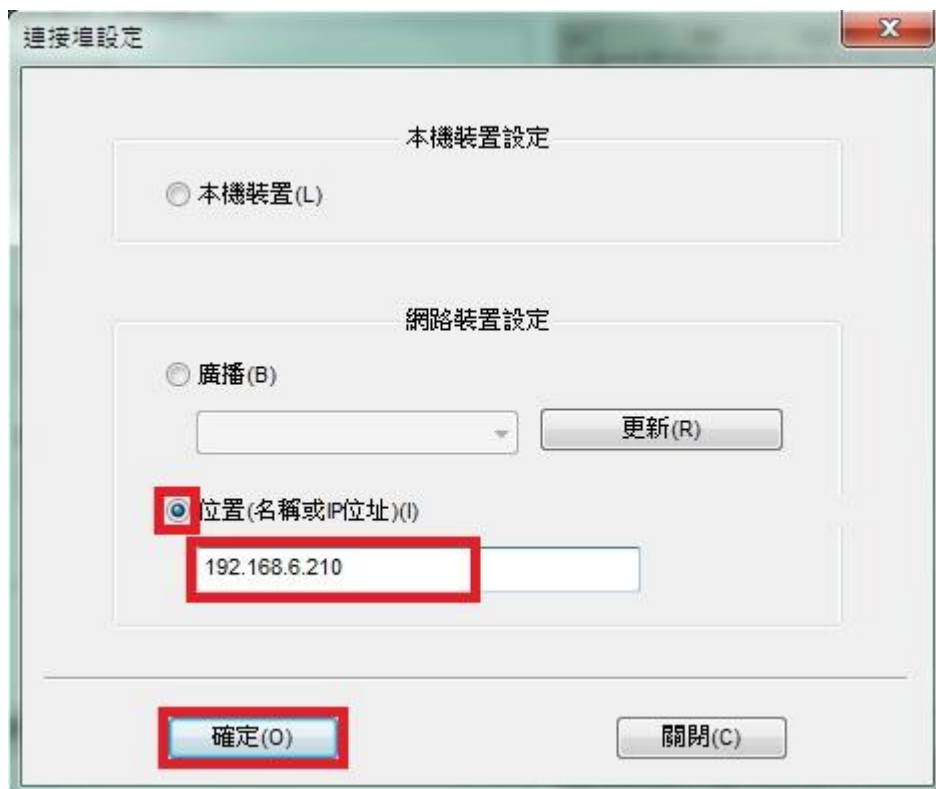 連接埠設定
本機裝置設定
本機裝置(L)
網路裝置設定
廣播(B)
更新(R)
位置(名稱或IP位址)(I)
192.168.6.210
確定(O)
關閉(C)